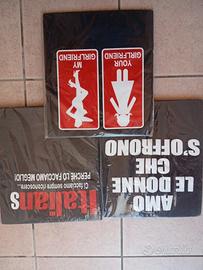 YOUR
GIRLFRIEND
MY
GIRLFRIEND
AMO
LE DONNE
CHE
S'OFFRONO
italians
Ci facciamo sempre riconoscere...
PERCHÉ LO FACCIAMO MEGLIO!